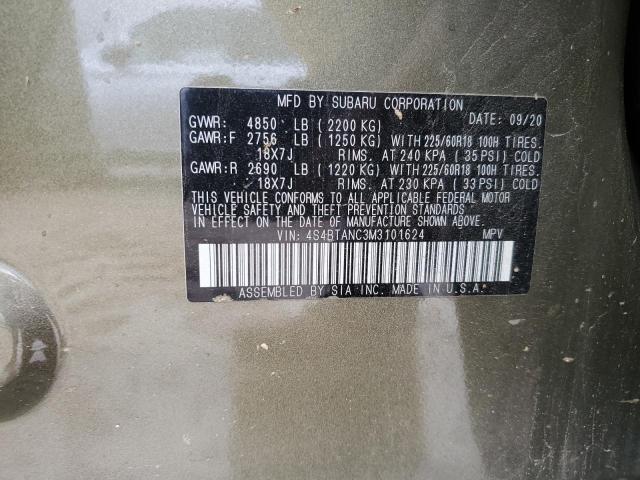 MFD BY SUBARU CORPORATION DATE: 09/20
GVWR: 4850 LB ( 2200 KG)
GAWR:F 2756 LB ( 1250 KG) WITH 225/60R18 100H TIRES.
18X7J RIMS. AT 240 KPA ( 35 PSI) COLD
GAWR:R 2690 LB ( 1220 KG) WITH 225/60R18 100H TIRES.
18X7J RIMS. AT 230 KPA ( 33 PSI) COLD
THIS VEHICLE CONFORMS TO ALL APPLICABLE FEDERAL MOTOR
VEHICLE SAFETY AND THEFT PREVENTION STANDARDS
IN EFFECT ON THE DATE OF MANUFACTURE SHOWN ABOVE.
VIN: 4S4BTANC3M3101624 MPV
ASSEMBLED BY SIA INC. MADE IN U.S.A.